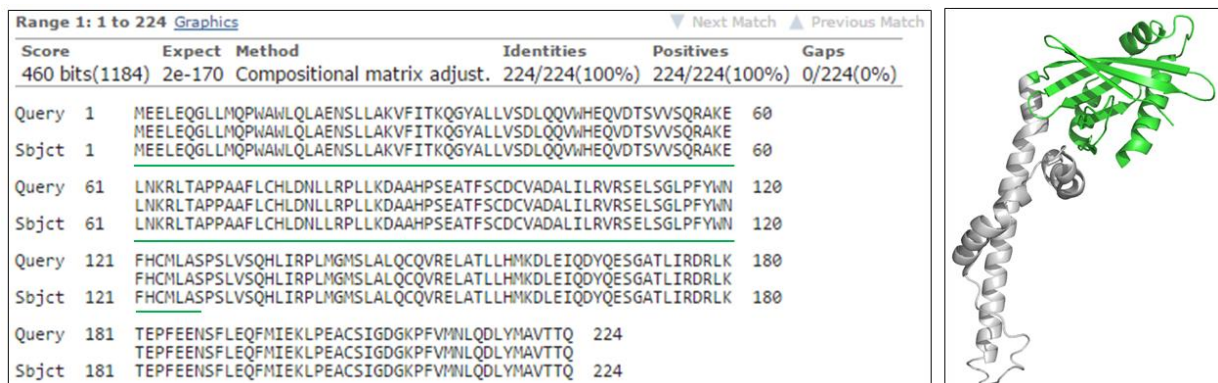 Range 1: 1 to 224 Graphics ▼ Next Match ▲ Previous Match
Score Expect Method Identities Positives Gaps
460 bits(1184) 2e-170 Compositional matrix adjust. 224/224(100%) 224/224(100%) 0/224(0%)
Query 1 MEELEQGLLMQPWAWLQLAENSLLAKVFITKQGYALLVSDLQQVWHEQVDTSVVSQRAKE 60
MEELEQGLLMQPWAWLQLAENSLLAKVFITKQGYALLVSDLQQVWHEQVDTSVVSQRAKE
Sbjct 1 MEELEQGLLMQPWAWLQLAENSLLAKVFITKQGYALLVSDLQQVWHEQVDTSVVSQRAKE 60
Query 61 LNKRLTAPPAAFLCHLDNLLRPLLKDAAHPSEATFSCDCVADALILRVRSELSGLPFYWN 120
LNKRLTAPPAAFLCHLDNLLRPLLKDAAHPSEATFSCDCVADALILRVRSELSGLPFYWN
Sbjct 61 LNKRLTAPPAAFLCHLDNLLRPLLKDAAHPSEATFSCDCVADALILRVRSELSGLPFYWN 120
Query 121 FHCMLASPSLVSQHLIRPLMGMSLALQCQVRELATLLHMKDLEIQDYQESGATLIRDRLK 180
FHCMLASPSLVSQHLIRPLMGMSLALQCQVRELATLLHMKDLEIQDYQESGATLIRDRLK
Sbjct 121 FHCMLASPSLVSQHLIRPLMGMSLALQCQVRELATLLHMKDLEIQDYQESGATLIRDRLK 180
Query 181 TEPFEENSFLEQFMIEKLPEACSIGDGKPFVMNLQDLYMAVTTQ 224
TEPFEENSFLEQFMIEKLPEACSIGDGKPFVMNLQDLYMAVTTQ
Sbjct 181 TEPFEENSFLEQFMIEKLPEACSIGDGKPFVMNLQDLYMAVTTQ 224